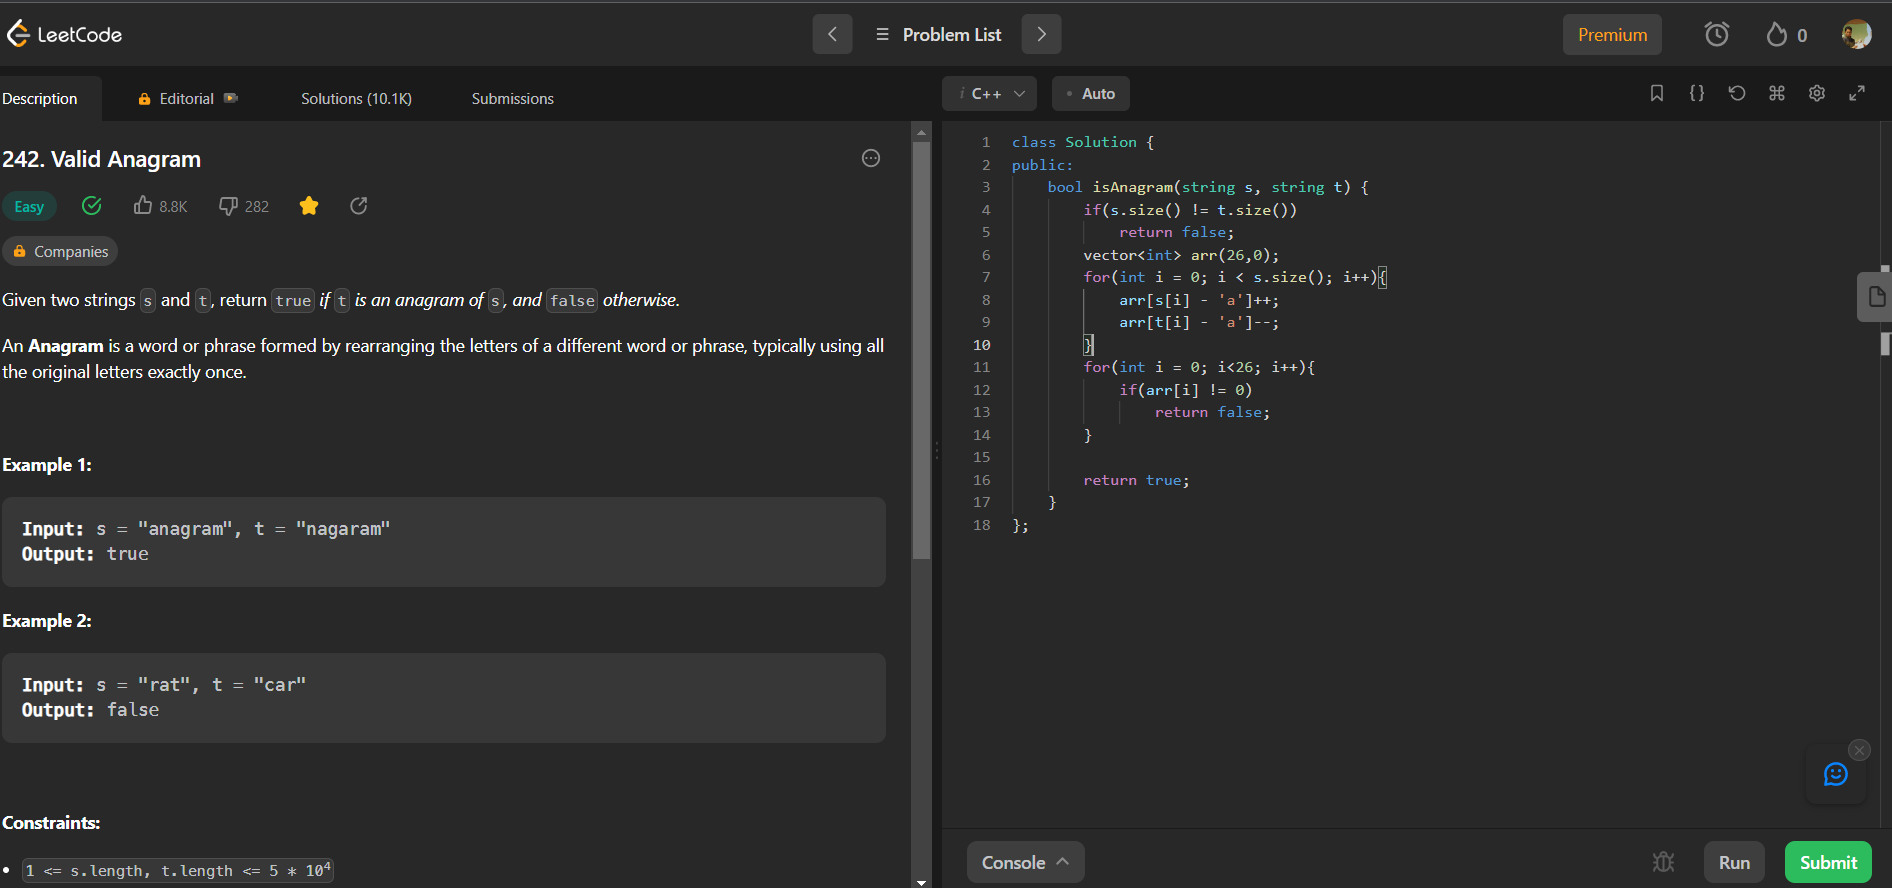 LeetCode
Problem List
Premium
0
Description
Editorial
Solutions (10.1K)
Submissions
i C++
Auto
242. Valid Anagram
Easy
8.8K
282
Companies
Given two strings s and t, return true if t is an anagram of s, and false otherwise.
An Anagram is a word or phrase formed by rearranging the letters of a different word or phrase, typically using all
the original letters exactly once.
Example 1:
Input: s = "anagram", t = "nagaram"
Output: true
Example 2:
Input: s = "rat", t = "car"
Output: false
Constraints:
• 1 <= s.length, t.length <= 5 * 10⁴
1 class Solution {
2 public:
3     bool isAnagram(string s, string t) {
4         if(s.size() != t.size())
5             return false;
6         vector<int> arr(26,0);
7         for(int i = 0; i < s.size(); i++){
8             arr[s[i] - 'a']++;
9             arr[t[i] - 'a']--;
10         }
11         for(int i = 0; i<26; i++){
12             if(arr[i] != 0)
13                 return false;
14         }
15
16         return true;
17     }
18 };
Console
Run
Submit